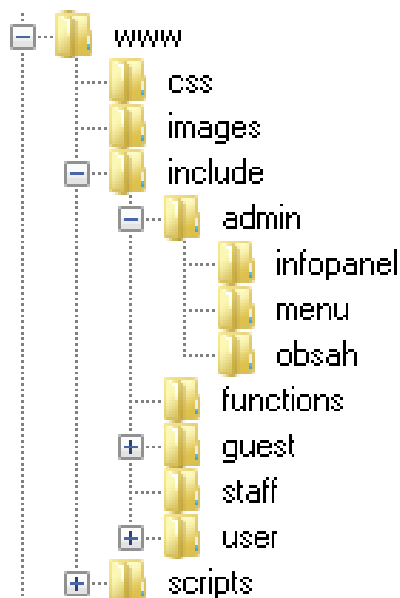 www
css
images
include
admin
infopanel
menu
obsah
functions
guest
staff
user
scripts